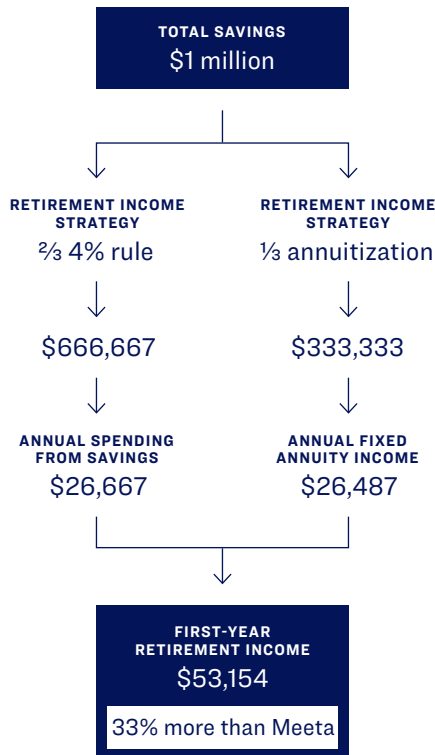 TOTAL SAVINGS
$1 million
RETIREMENT INCOME
STRATEGY
⅔ 4% rule
$666,667
ANNUAL SPENDING
FROM SAVINGS
$26,667
RETIREMENT INCOME
STRATEGY
⅓ annuitization
$333,333
ANNUAL FIXED
ANNUITY INCOME
$26,487
FIRST-YEAR
RETIREMENT INCOME
$53,154
33% more than Meeta